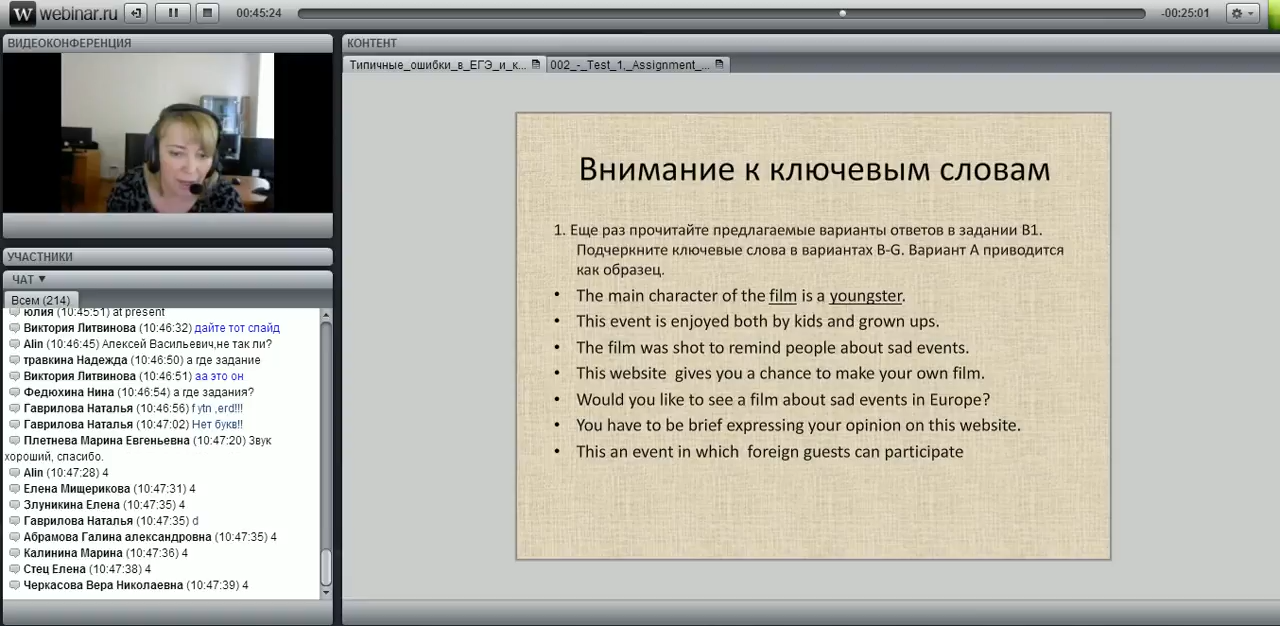 W webinar.ru
00:45:24
-00:25:01
ВИДЕОКОНФЕРЕНЦИЯ
УЧАСТНИКИ
ЧАТ ▼
Всем (214)
юлия (10:45:51) at present
Виктория Литвинова (10:46:32) дайте тот слайд
Alin (10:46:45) Алексей Васильевич,не так ли?
травкина Надежда (10:46:50) а где задание
Виктория Литвинова (10:46:51) аа это он
Федюхина Нина (10:46:54) а где задания?
Гаврилова Наталья (10:46:56) f ytn ,erd!!!
Гаврилова Наталья (10:47:02) Нет букв!!
Плетнева Марина Евгеньевна (10:47:20) Звук
хороший, спасибо.
Alin (10:47:28) 4
Елена Мищерикова (10:47:31) 4
Злуникина Елена (10:47:35) 4
Гаврилова Наталья (10:47:35) d
Абрамова Галина александровна (10:47:35) 4
Калинина Марина (10:47:36) 4
Стец Елена (10:47:38) 4
Черкасова Вера Николаевна (10:47:39) 4
КОНТЕНТ
Типичные_ошибки_в_ЕГЭ_и_к... 002_-_Test_1,_Assignment_...
Внимание к ключевым словам
1. Еще раз прочитайте предлагаемые варианты ответов в задании В1.
Подчеркните ключевые слова в вариантах B-G. Вариант А приводится
как образец.
• The main character of the film is a youngster.
• This event is enjoyed both by kids and grown ups.
• The film was shot to remind people about sad events.
• This website gives you a chance to make your own film.
• Would you like to see a film about sad events in Europe?
• You have to be brief expressing your opinion on this website.
• This an event in which foreign guests can participate